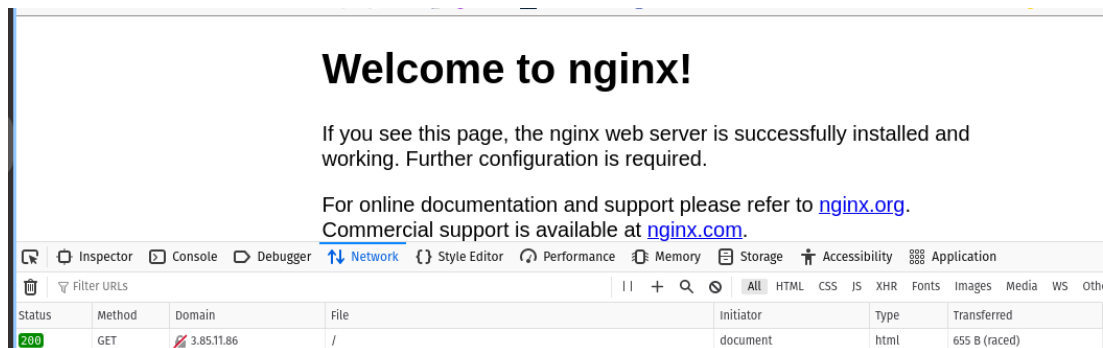 Welcome to nginx!
If you see this page, the nginx web server is successfully installed and
working. Further configuration is required.
For online documentation and support please refer to nginx.org.
Commercial support is available at nginx.com.
Inspector Console Debugger Network {} Style Editor Performance Memory Storage Accessibility Application
Filter URLs All HTML CSS JS XHR Fonts Images Media WS
Status Method Domain File Initiator Type Transferred
200 GET 3.85.11.86 / document html 655 B (raced)